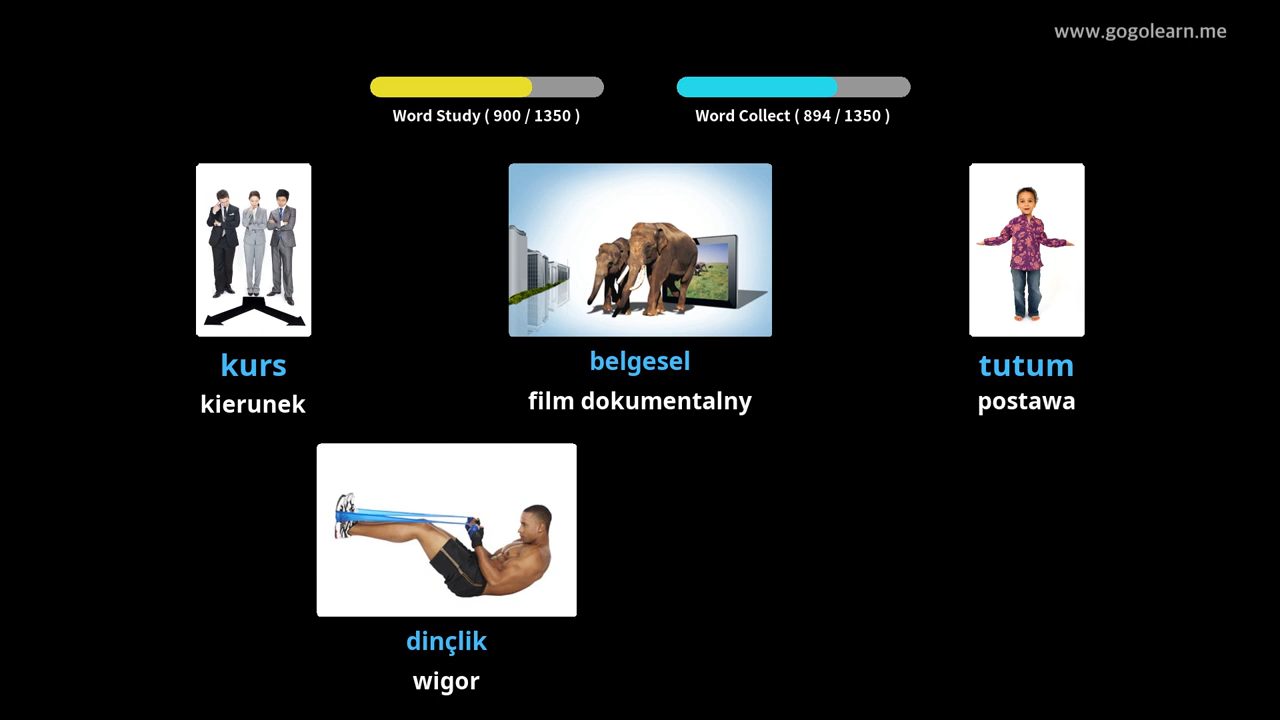 www.gogolearn.me
Word Study ( 900 / 1350 )
Word Collect ( 894 / 1350 )
kurs
kierunek
belgesel
film dokumentalny
tutum
postawa
dinçlik
wigor